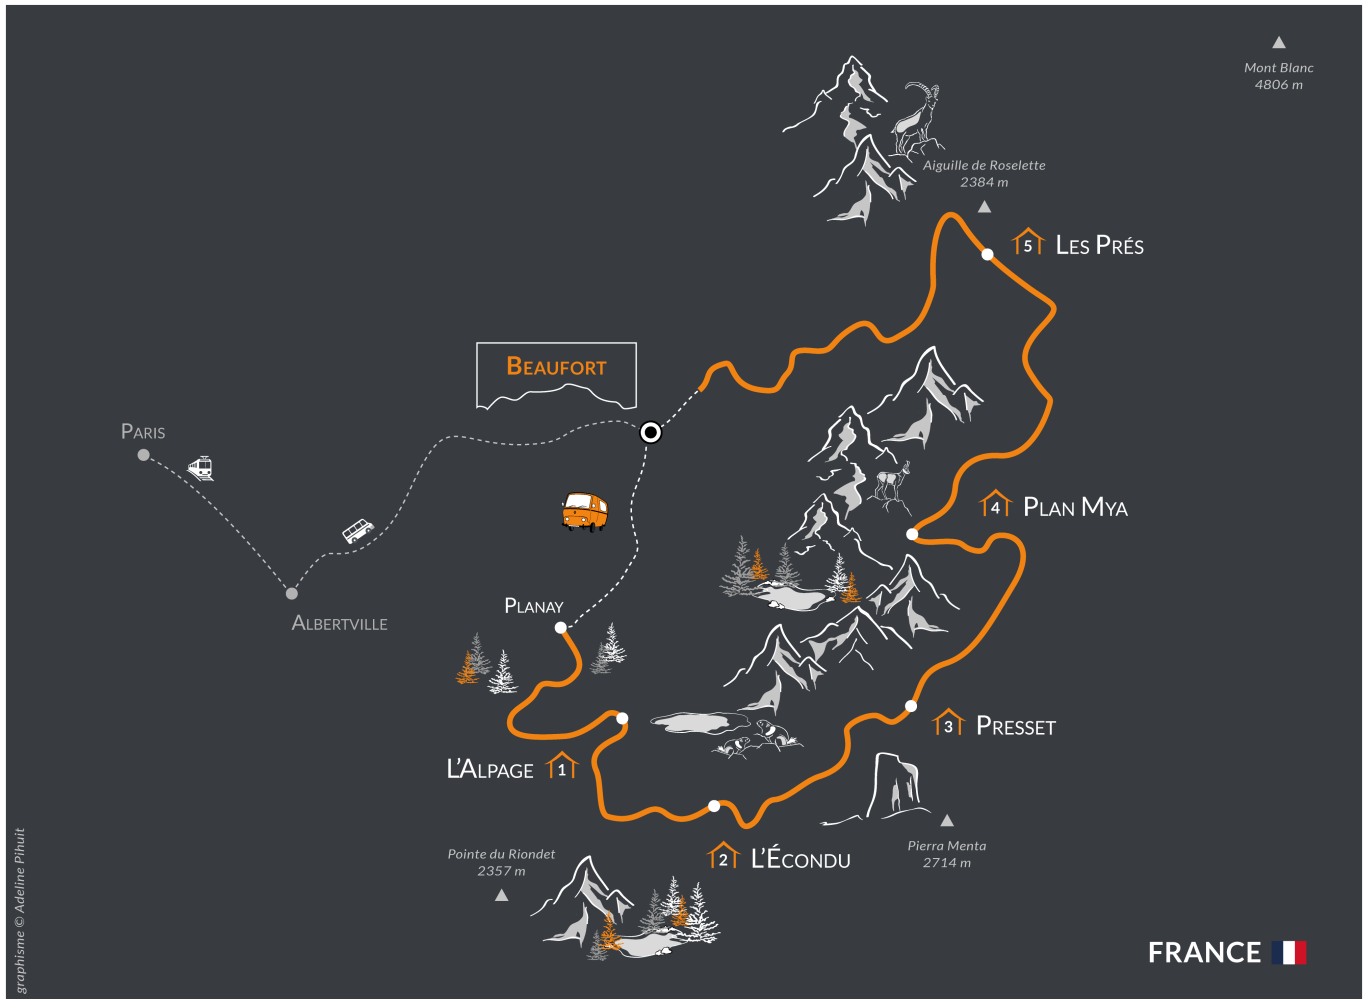 Mont Blanc
4806 m
Aiguille de Roselette
2384 m
5 Les Prés
Beaufort
Paris
4 Plan Mya
Planay
Albertville
3 Presset
L'Alpage 1
2 L'Écondu
Pierra Menta
2714 m
Pointe du Riondet
2357 m
graphisme © Adeline Pihuit
FRANCE